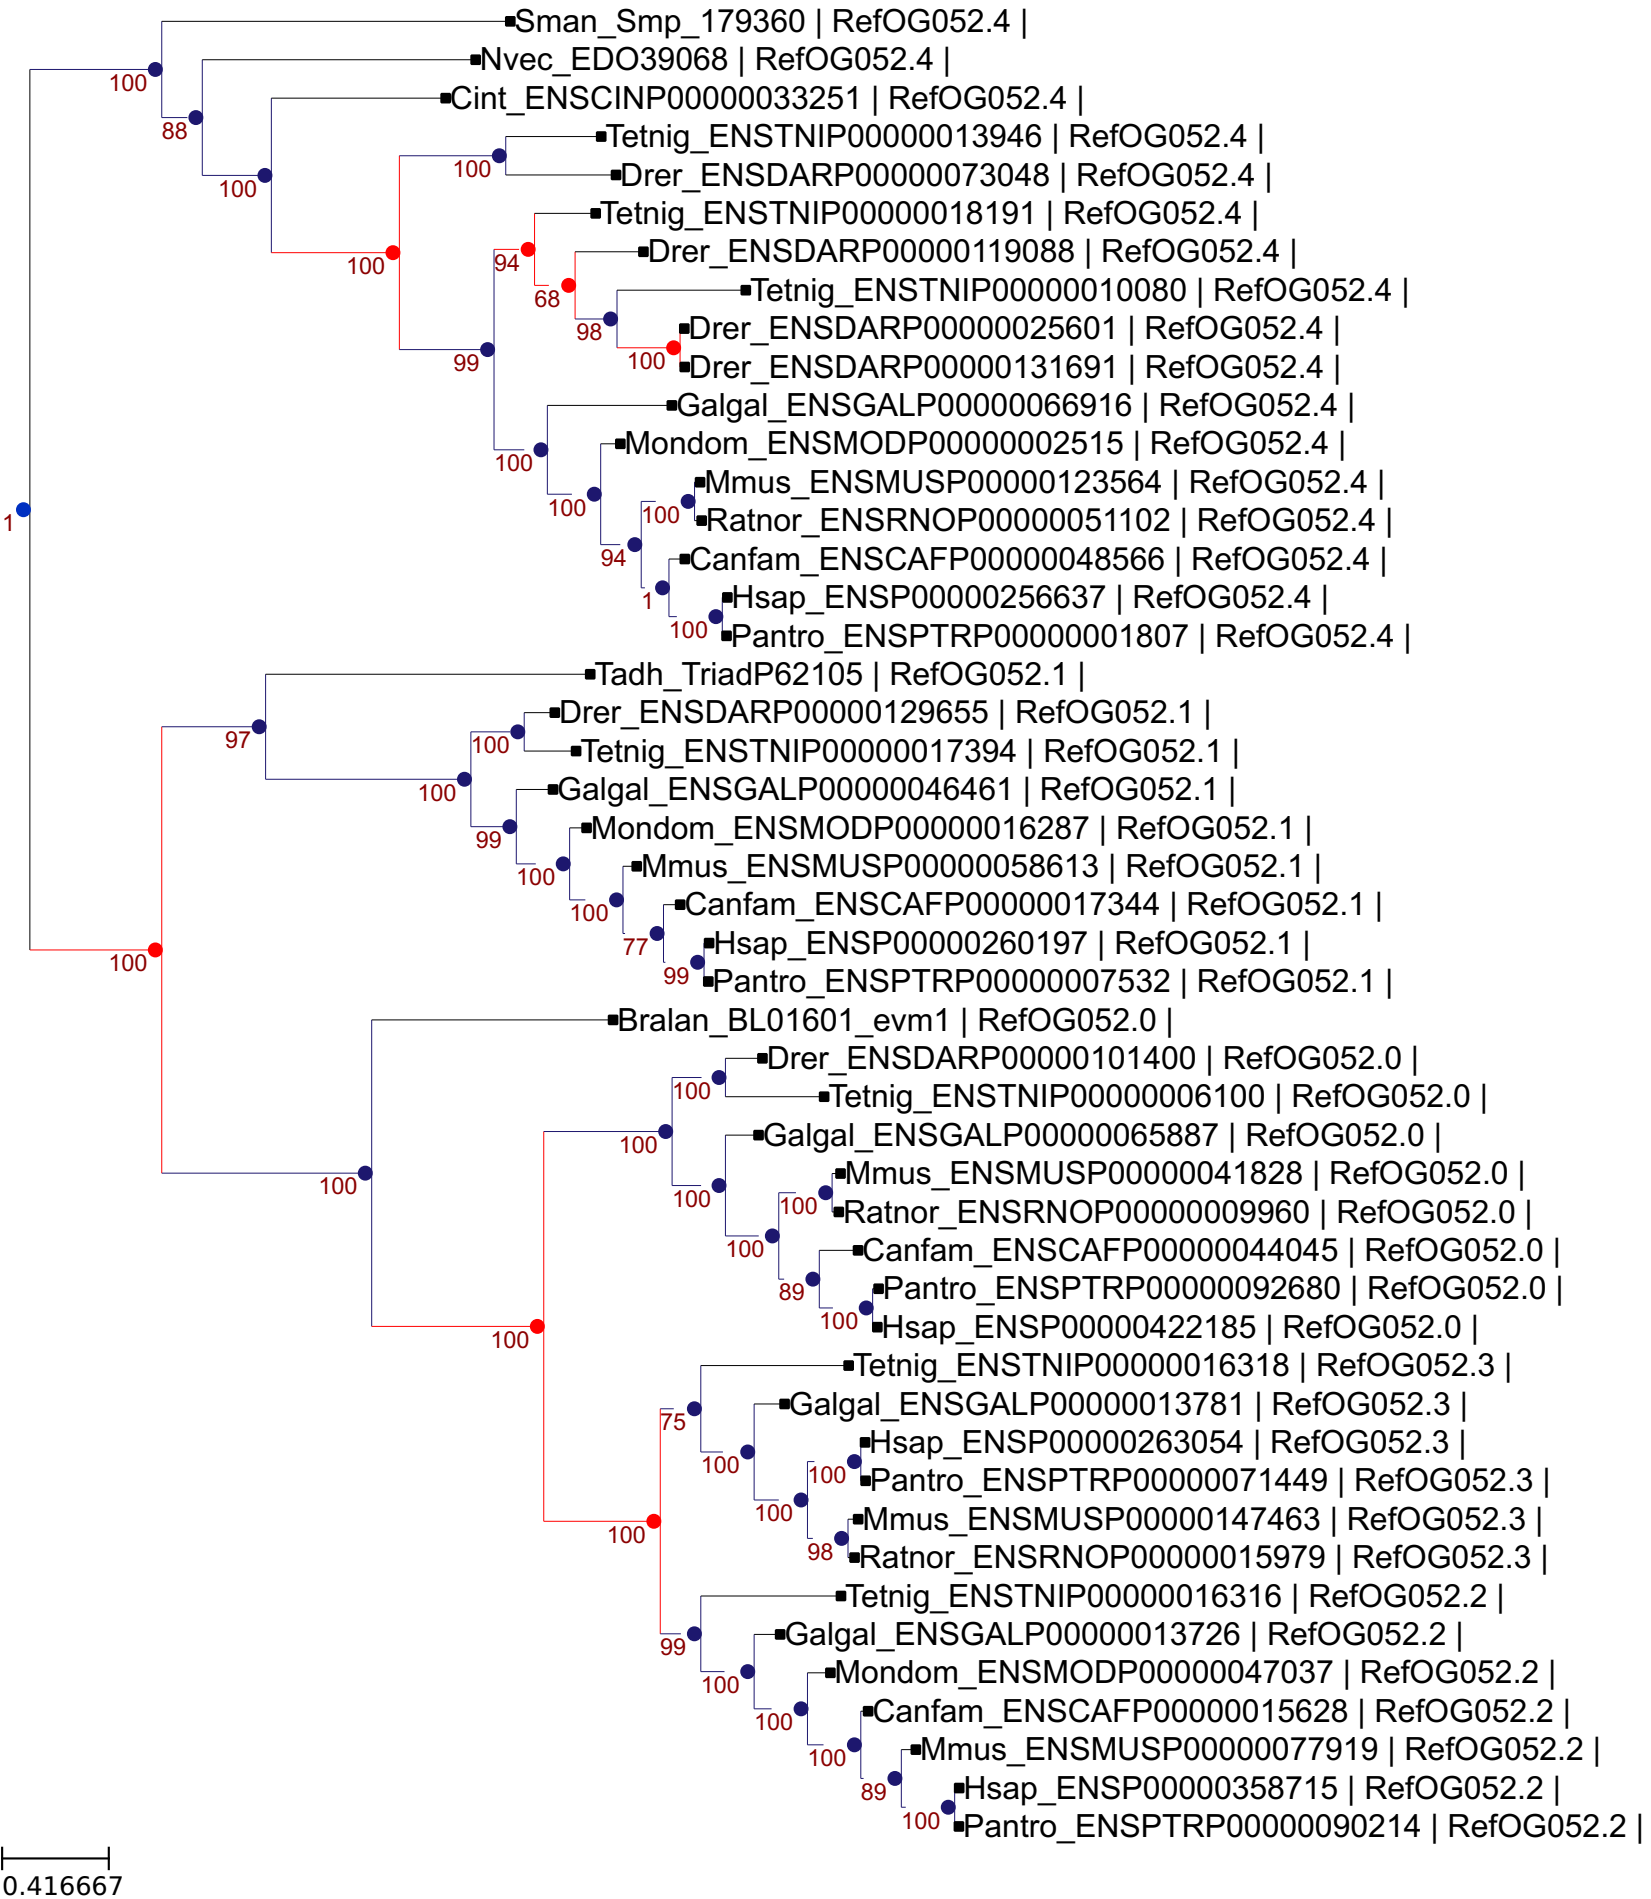 Sman_Smp_179360 | RefOG052.4 |
Nvec_EDO39068 | RefOG052.4 |
100
Cint_ENSCINP00000033251 | RefOG052.4 |
88
Tetnig_ENSTNIP00000013946 | RefOG052.4 |
100
Drer_ENSDARP00000073048 | RefOG052.4 |
100
Tetnig_ENSTNIP00000018191 | RefOG052.4 |
Drer_ENSDARP00000119088 | RefOG052.4 |
100
94
Tetnig_ENSTNIP00000010080 | RefOG052.4 |
68
Drer_ENSDARP00000025601 | RefOG052.4 |
98
99
100
Drer_ENSDARP00000131691 | RefOG052.4 |
Galgal_ENSGALP00000066916 | RefOG052.4 |
Mondom_ENSMODP00000002515 | RefOG052.4 |
100
Mmus_ENSMUSP00000123564 | RefOG052.4 |
100
100
Ratnor_ENSRNOP00000051102 | RefOG052.4 |
1
94
Canfam_ENSCAFP00000048566 | RefOG052.4 |
1
Hsap_ENSP00000256637 | RefOG052.4 |
100
Pantro_ENSPTRP00000001807 | RefOG052.4 |
Tadh_TriadP62105 | RefOG052.1 |
Drer_ENSDARP00000129655 | RefOG052.1 |
97
100
Tetnig_ENSTNIP00000017394 | RefOG052.1 |
100
Galgal_ENSGALP00000046461 | RefOG052.1 |
Mondom_ENSMODP00000016287 | RefOG052.1 |
99
Mmus_ENSMUSP00000058613 | RefOG052.1 |
100
Canfam_ENSCAFP00000017344 | RefOG052.1 |
100
Hsap_ENSP00000260197 | RefOG052.1 |
77
100
99
Pantro_ENSPTRP00000007532 | RefOG052.1 |
Bralan_BL01601_evm1 | RefOG052.0 |
Drer_ENSDARP00000101400 | RefOG052.0 |
100
Tetnig_ENSTNIP00000006100 | RefOG052.0 |
Galgal_ENSGALP00000065887 | RefOG052.0 |
100
Mmus_ENSMUSP00000041828 | RefOG052.0 |
100
100
100
Ratnor_ENSRNOP00000009960 | RefOG052.0 |
100
Canfam_ENSCAFP00000044045 | RefOG052.0 |
89
Pantro_ENSPTRP00000092680 | RefOG052.0 |
100
Hsap_ENSP00000422185 | RefOG052.0 |
100
Tetnig_ENSTNIP00000016318 | RefOG052.3 |
Galgal_ENSGALP00000013781 | RefOG052.3 |
75
Hsap_ENSP00000263054 | RefOG052.3 |
100
100
Pantro_ENSPTRP00000071449 | RefOG052.3 |
100
Mmus_ENSMUSP00000147463 | RefOG052.3 |
100
98
Ratnor_ENSRNOP00000015979 | RefOG052.3 |
Tetnig_ENSTNIP00000016316 | RefOG052.2 |
Galgal_ENSGALP00000013726 | RefOG052.2 |
99
Mondom_ENSMODP00000047037 | RefOG052.2 |
100
Canfam_ENSCAFP00000015628 | RefOG052.2 |
100
Mmus_ENSMUSP00000077919 | RefOG052.2 |
100
Hsap_ENSP00000358715 | RefOG052.2 |
89
100
Pantro_ENSPTRP00000090214 | RefOG052.2 |
0.416667